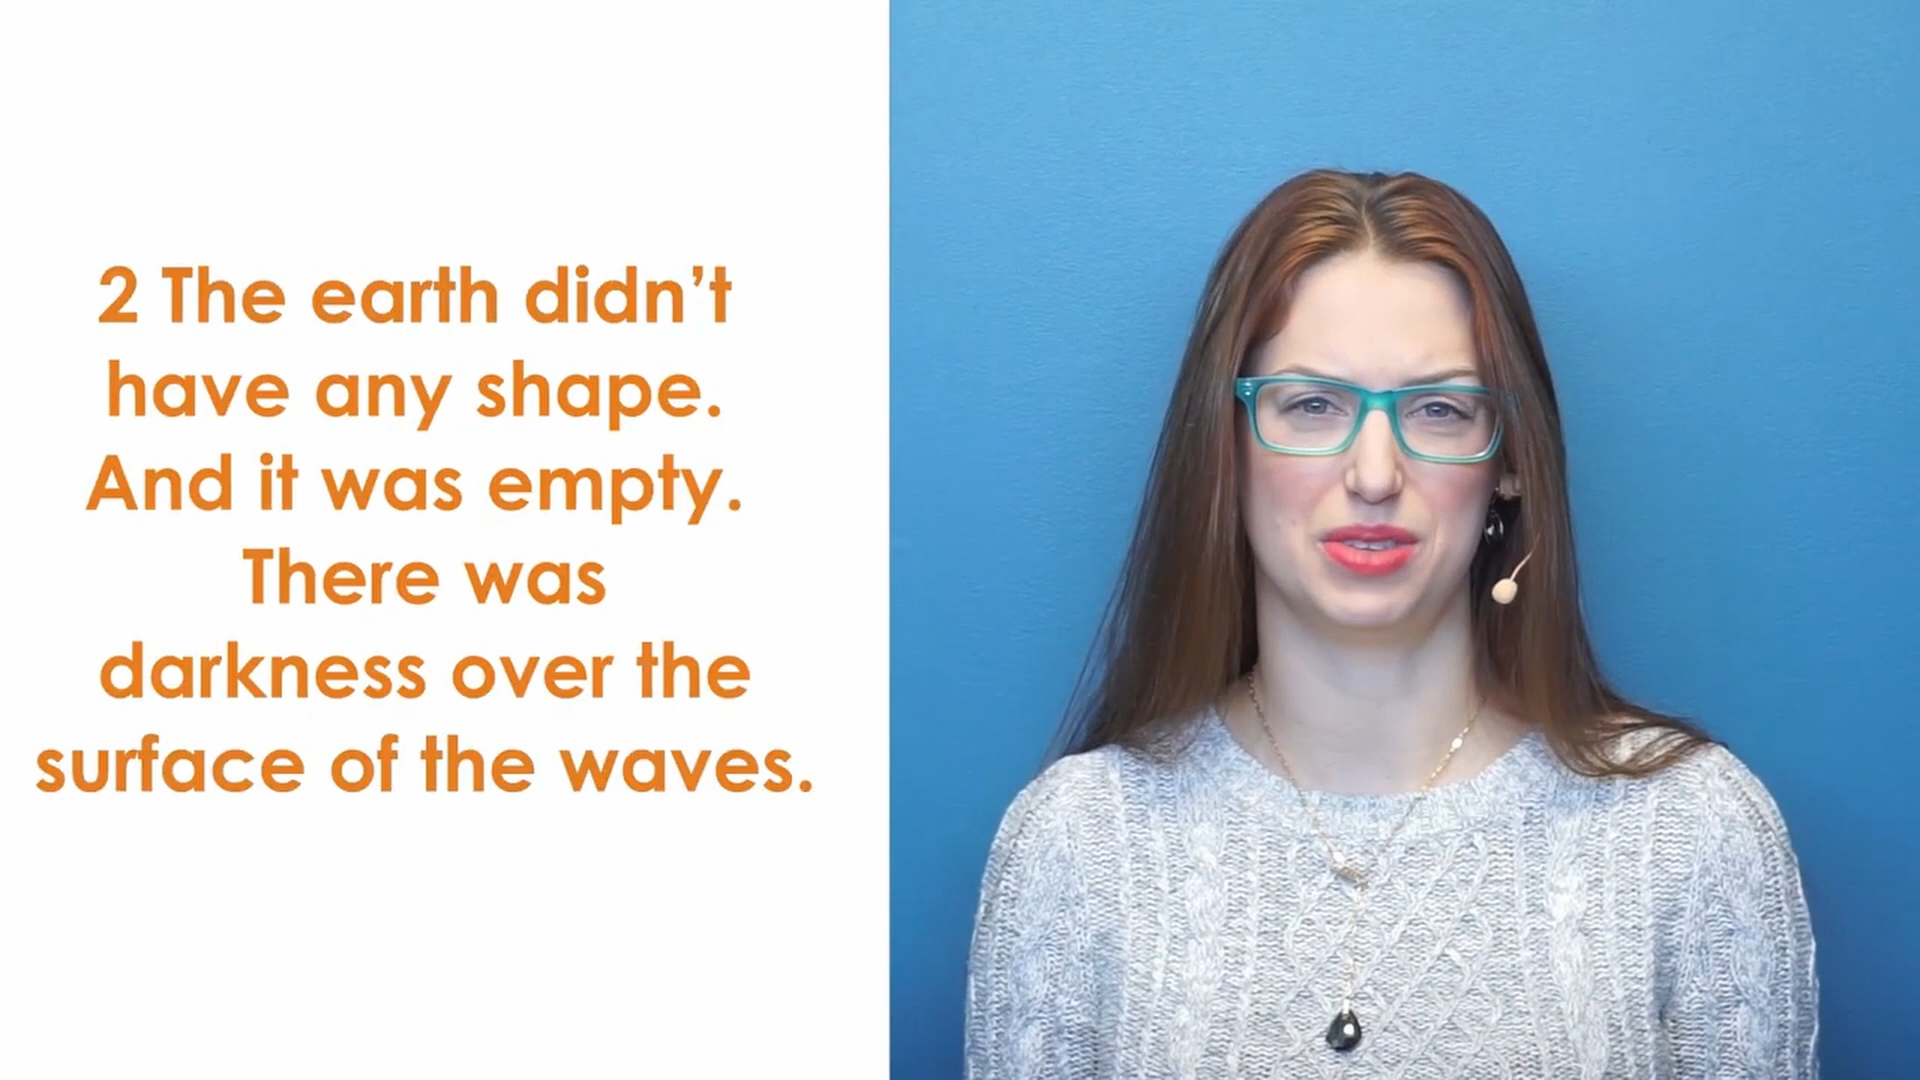 2 The earth didn’t
have any shape.
And it was empty.
There was
darkness over the
surface of the waves.